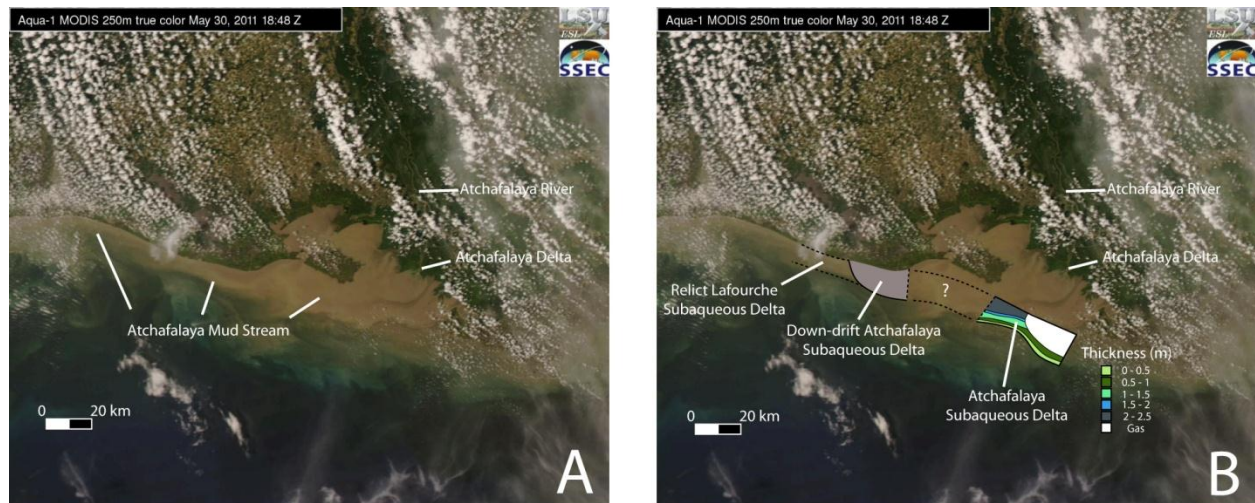 Aqua-1 MODIS 250m true color May 30, 2011 18:48 Z
LSU
ESL
SSEC
Atchafalaya River
Atchafalaya Delta
Atchafalaya Mud Stream
0 20 km
A
Aqua-1 MODIS 250m true color May 30, 2011 18:48 Z
LSU
ESL
SSEC
Atchafalaya River
Atchafalaya Delta
Relict Lafourche
Subaqueous Delta
?
Down-drift Atchafalaya
Subaqueous Delta
Atchafalaya
Subaqueous Delta
Thickness (m)
0 - 0.5
0.5 - 1
1 - 1.5
1.5 - 2
2 - 2.5
Gas
0 20 km
B